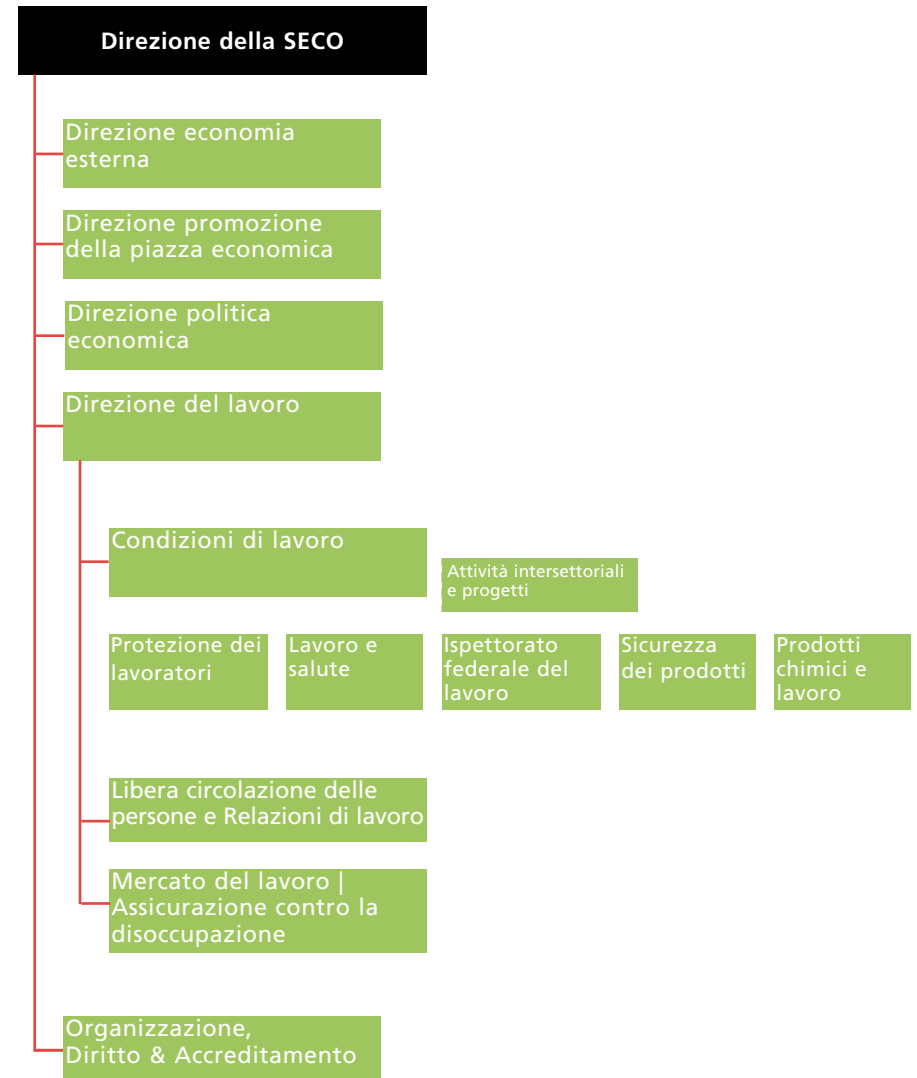 Direzione della SECO
Direzione economia
esterna
Direzione promozione
della piazza economica
Direzione politica
economica
Direzione del lavoro
Condizioni di lavoro
Attività intersettoriali
e progetti
Protezione dei
lavoratori
Lavoro e
salute
Ispettorato
federale del
lavoro
Sicurezza
dei prodotti
Prodotti
chimici e
lavoro
Libera circolazione delle
persone e Relazioni di lavoro
Mercato del lavoro |
Assicurazione contro la
disoccupazione
Organizzazione,
Diritto & Accreditamento